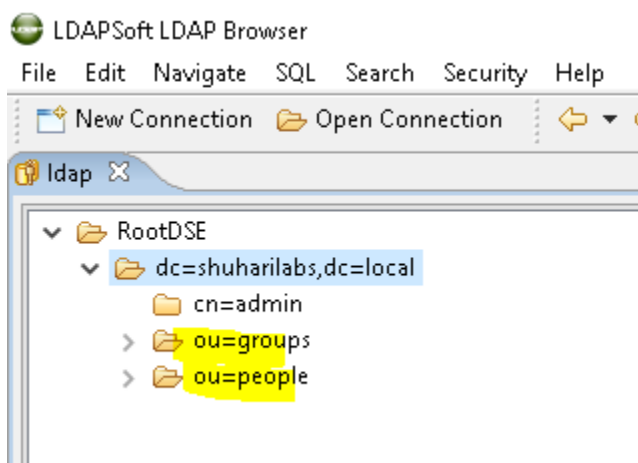 LDAPSoft LDAP Browser
File Edit Navigate SQL Search Security Help
New Connection Open Connection
ldap
RootDSE
dc=shuharilabs,dc=local
cn=admin
ou=groups
ou=people